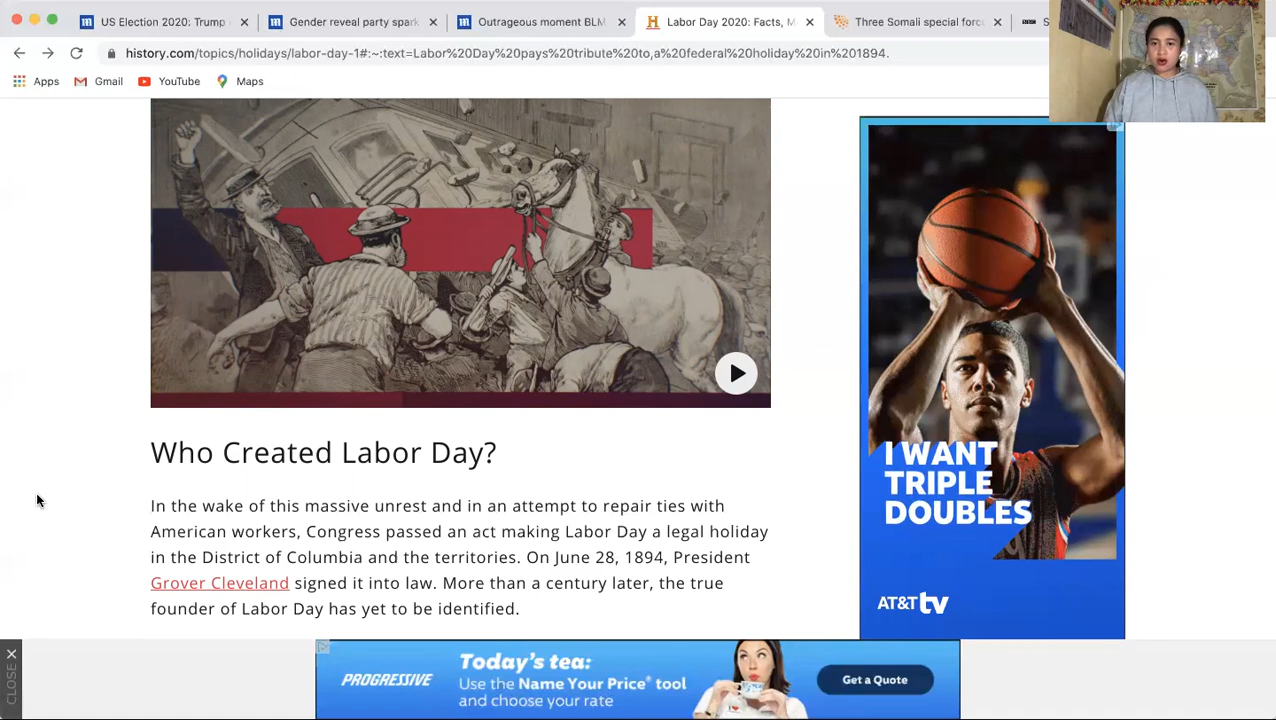 US Election 2020: Trump
Gender reveal party spark
Outrageous moment BLM
Labor Day 2020: Facts, M
Three Somali special forc
S
history.com/topics/holidays/labor-day-1#:~:text=Labor%20Day%20pays%20tribute%20to,a%20federal%20holiday%20in%201894.
Apps
Gmail
YouTube
Maps
I WANT
TRIPLE
DOUBLES
AT&T tv
Who Created Labor Day?
In the wake of this massive unrest and in an attempt to repair ties with
American workers, Congress passed an act making Labor Day a legal holiday
in the District of Columbia and the territories. On June 28, 1894, President
Grover Cleveland signed it into law. More than a century later, the true
founder of Labor Day has yet to be identified.
CLOSE
PROGRESSIVE
Today's tea:
Use the Name Your Price® tool
and choose your rate
Get a Quote